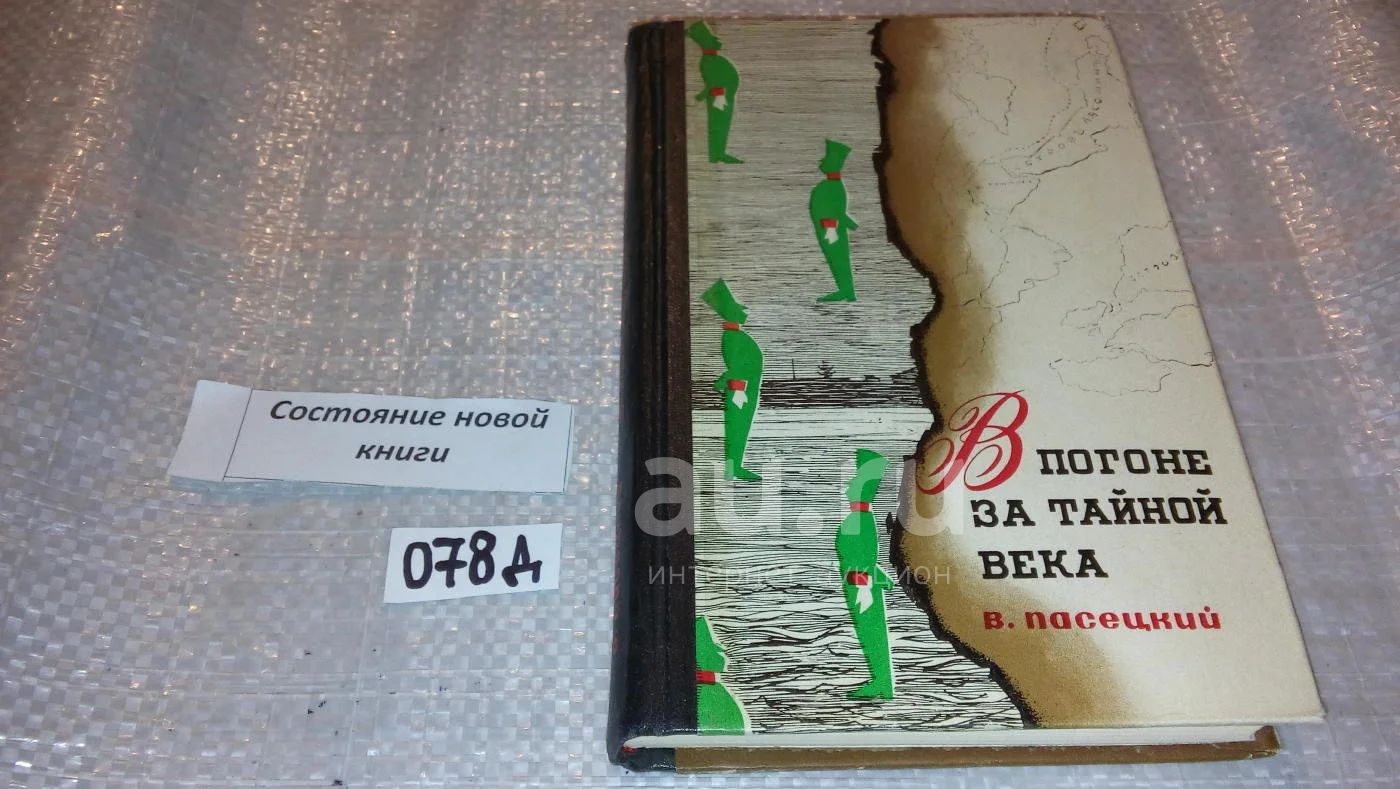 Состояние новой
книги
078д
В ПОГОНЕ
ЗА ТАЙНОЙ
ВЕКА
В. Пасецкий
au.ru
ИНТЕРНЕТ-АУКЦИОН